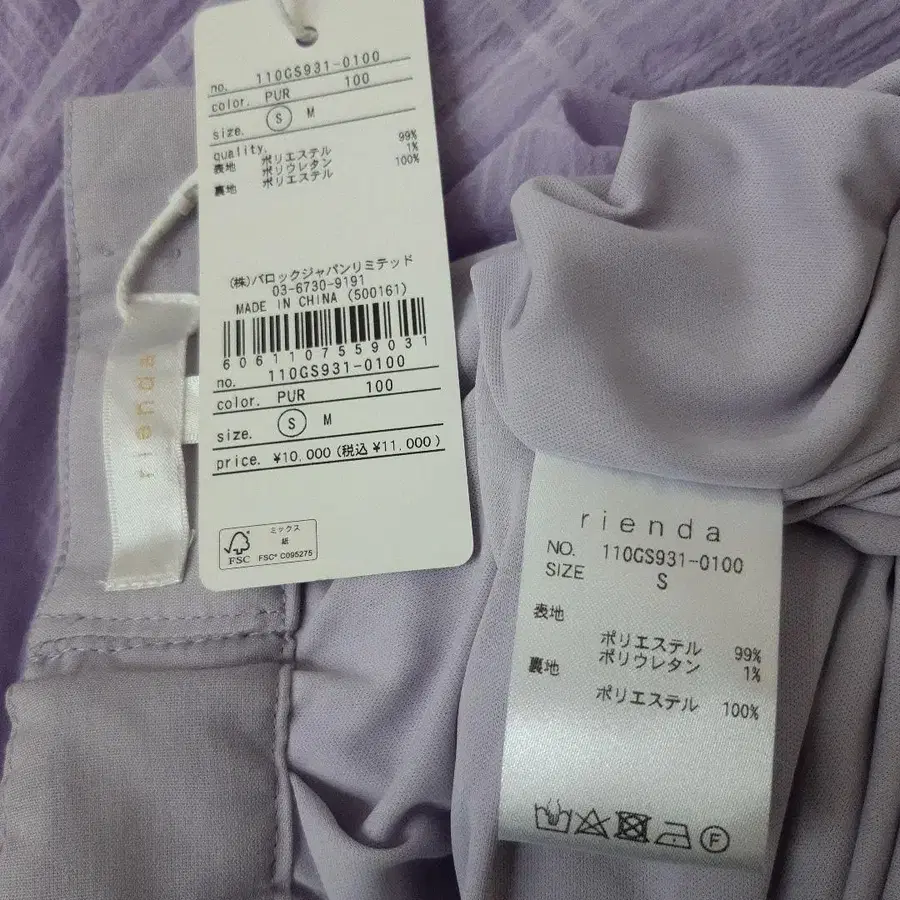 no. 110GS931-0100
color. PUR 100
size. S M
quality.
表地 ポリエステル 99%
ポリウレタン 1%
裏地 ポリエステル 100%
(株)バロックジャパンリミテッド
03-6730-9191
MADE IN CHINA (500161)
6061107559031
no. 110GS931-0100
color. PUR 100
size. S M
price. ¥10,000 (税込 ¥11,000)
FSC
ミックス
紙
FSC® C095275
rienda
rienda
NO. 110GS931-0100
SIZE S
表地
ポリエステル 99%
ポリウレタン 1%
裏地
ポリエステル 100%
F